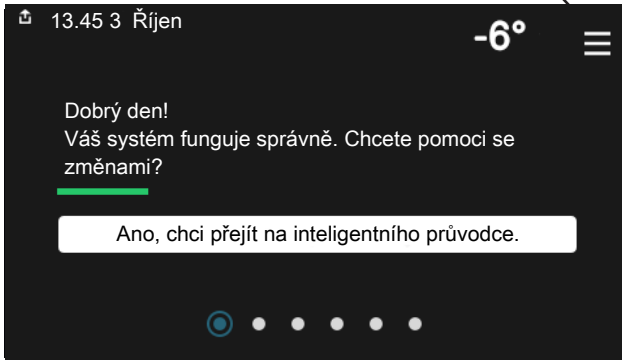 13.45 3 Říjen
-6°
Dobrý den!
Váš systém funguje správně. Chcete pomoci se
změnami?
Ano, chci přejít na inteligentního průvodce.